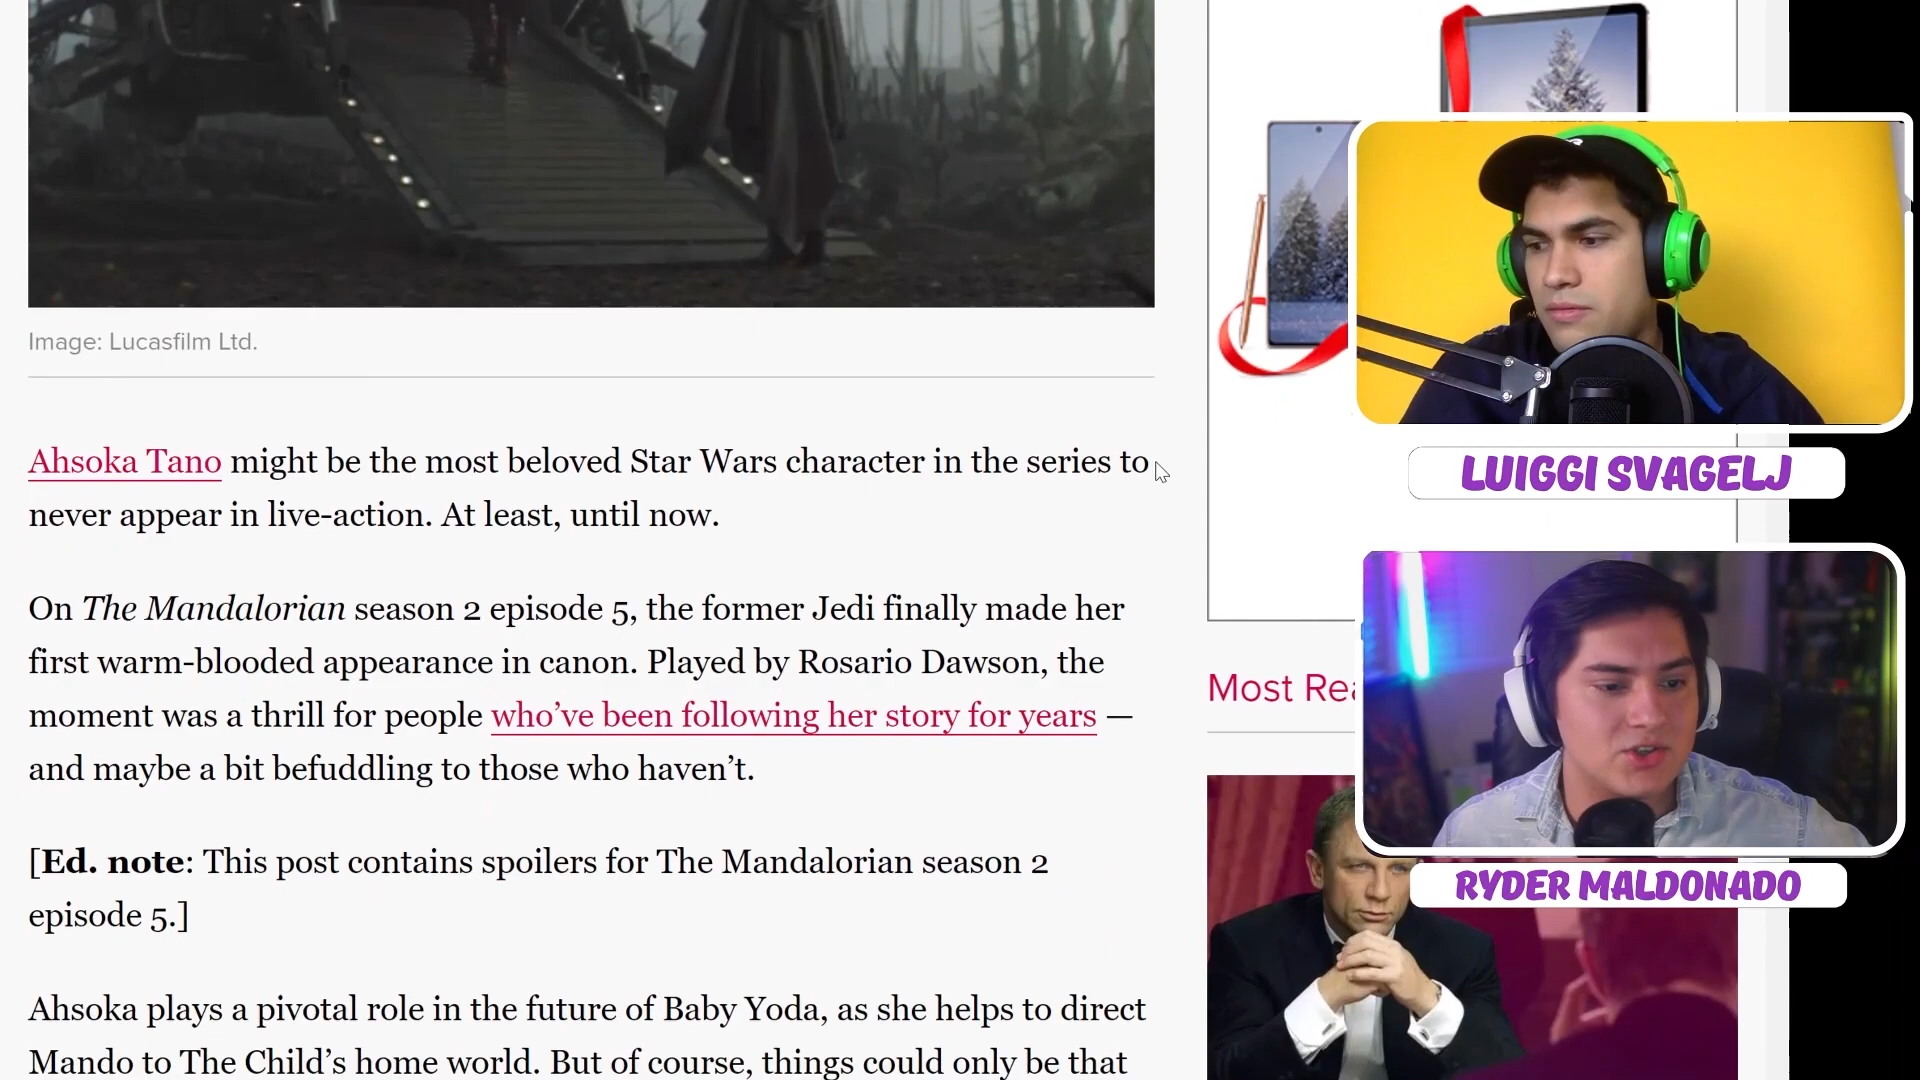 Image: Lucasfilm Ltd.
Ahsoka Tano might be the most beloved Star Wars character in the series to
never appear in live-action. At least, until now.
On The Mandalorian season 2 episode 5, the former Jedi finally made her
first warm-blooded appearance in canon. Played by Rosario Dawson, the
moment was a thrill for people who’ve been following her story for years —
and maybe a bit befuddling to those who haven’t.
[Ed. note: This post contains spoilers for The Mandalorian season 2
episode 5.]
Ahsoka plays a pivotal role in the future of Baby Yoda, as she helps to direct
Mando to The Child’s home world. But of course, things could only be that
LUIGGI SVAGELJ
Most Rea
RYDER MALDONADO